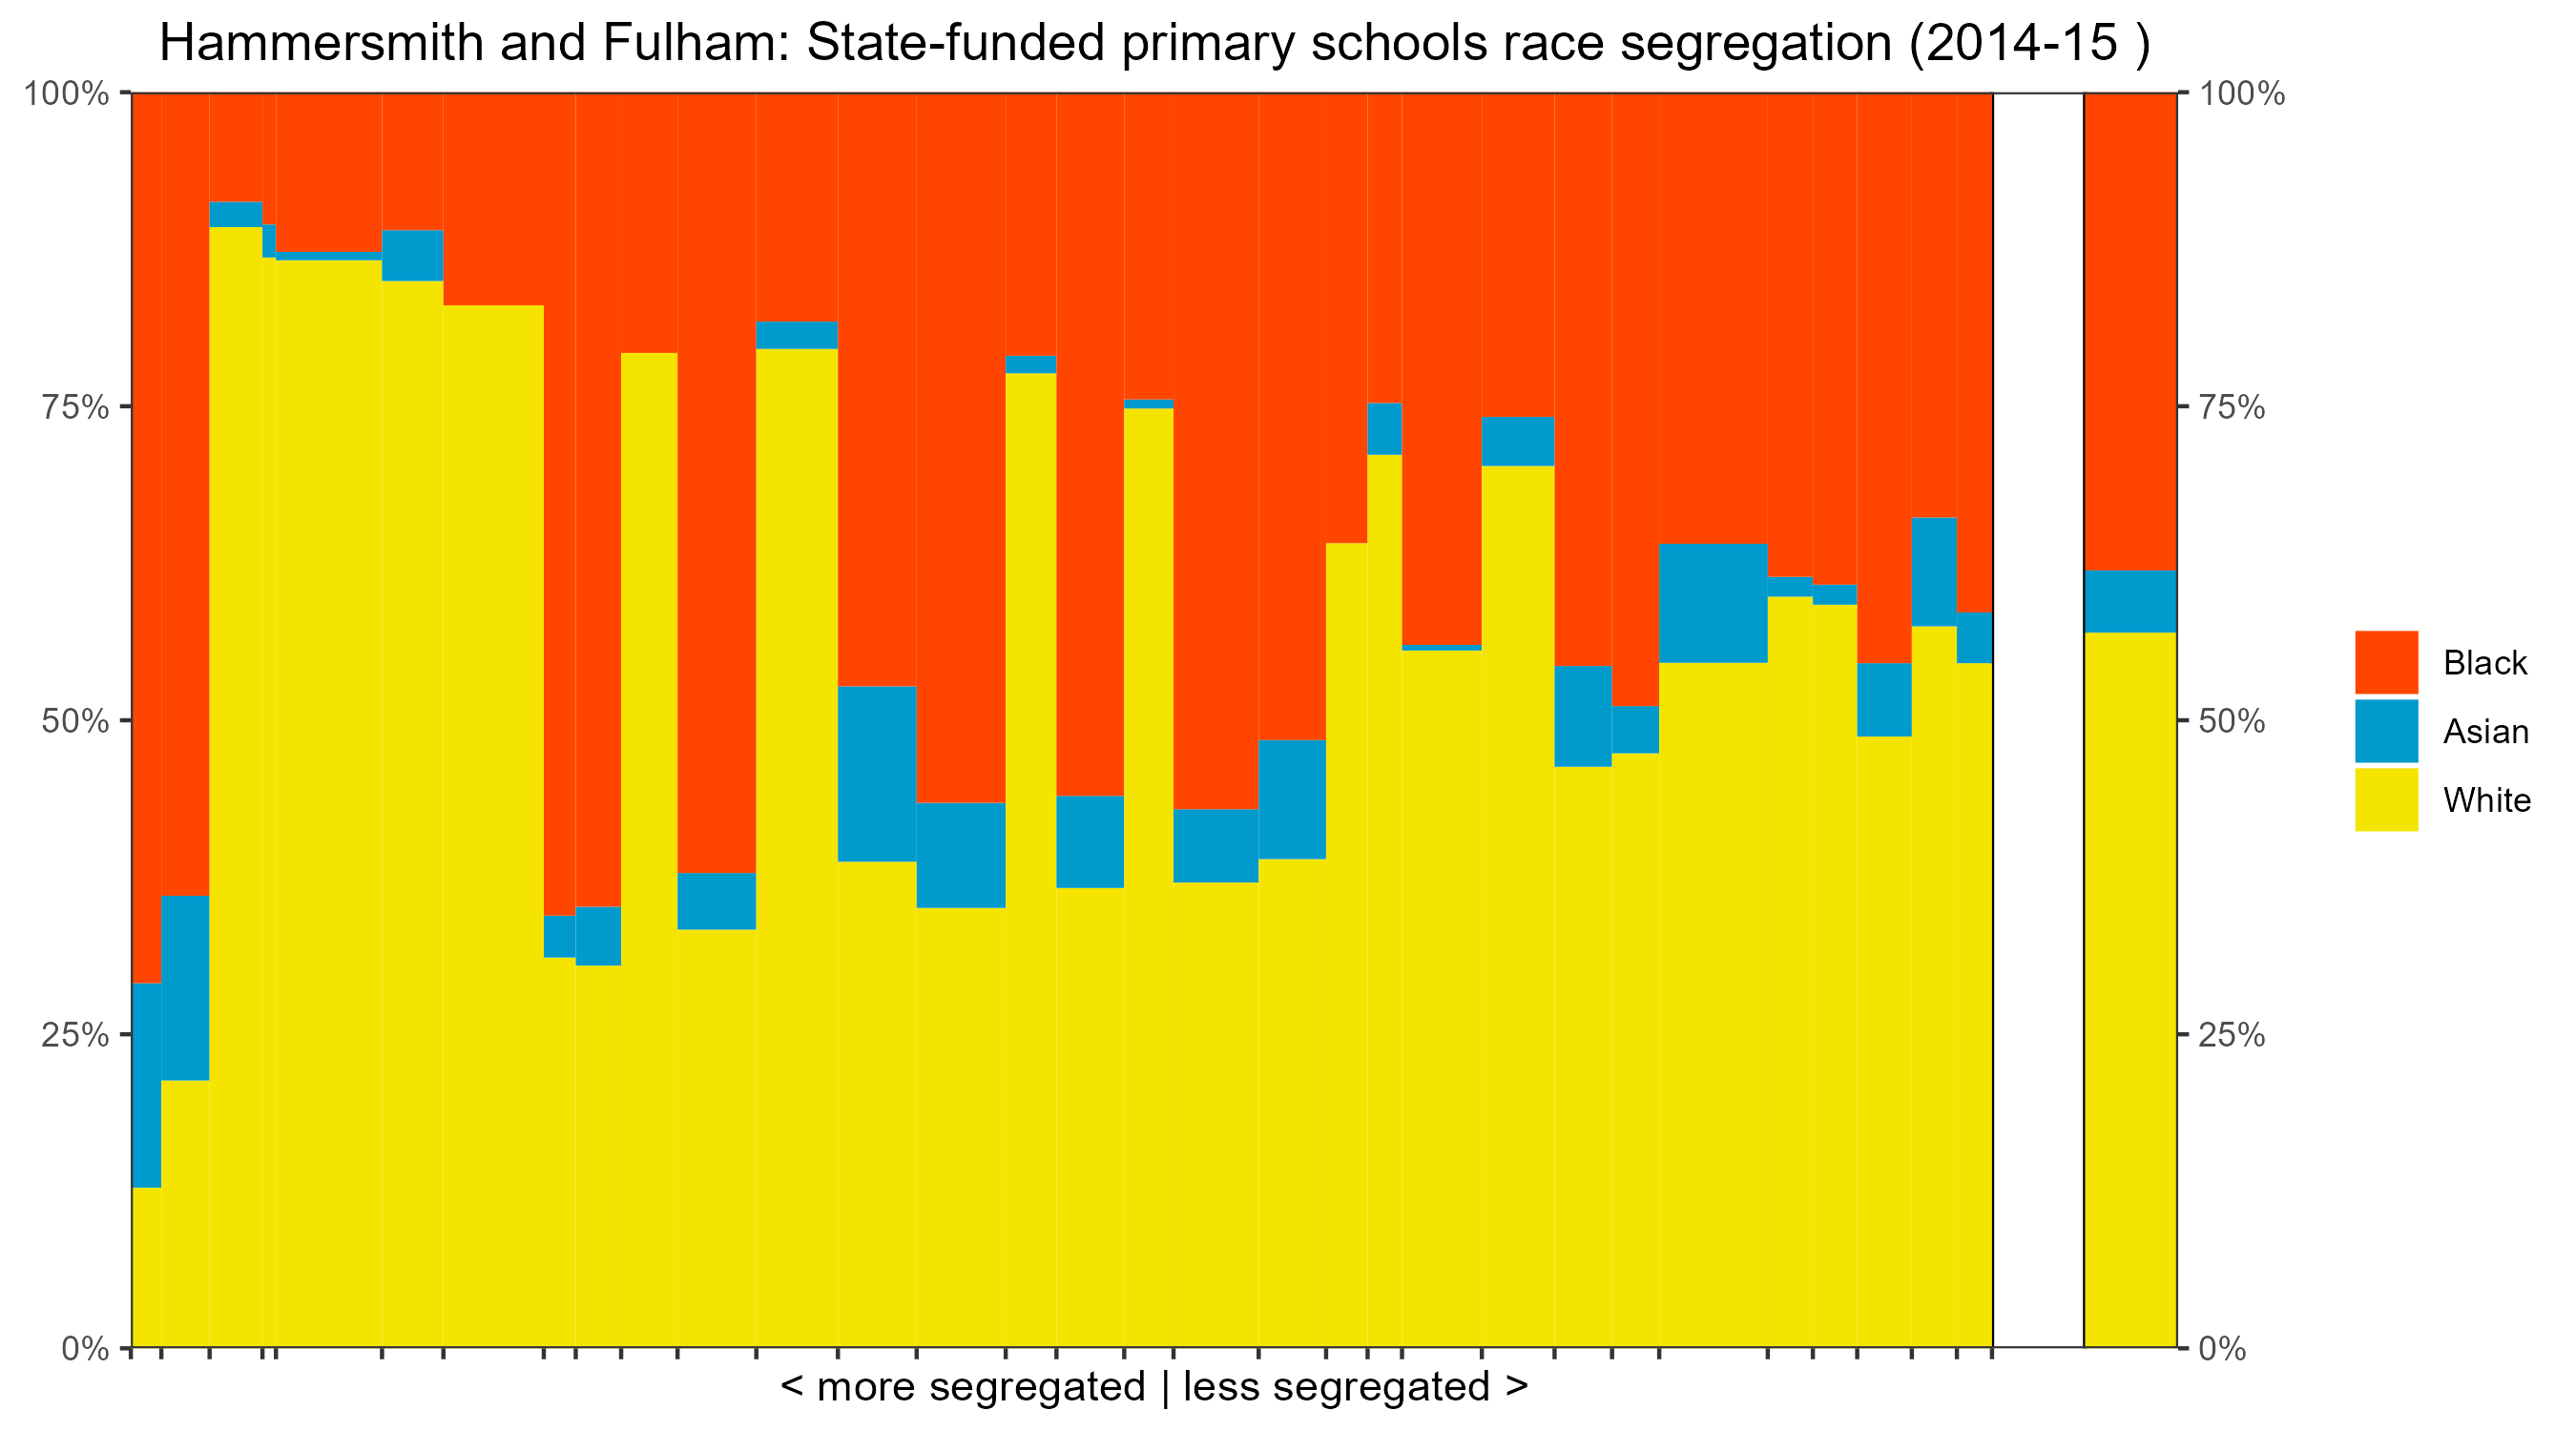 Hammersmith and Fulham: State-funded primary schools race segregation (2014-15 )
100%
75%
50%
25%
0%
100%
75%
50%
25%
0%
Black
Asian
White
< more segregated | less segregated >